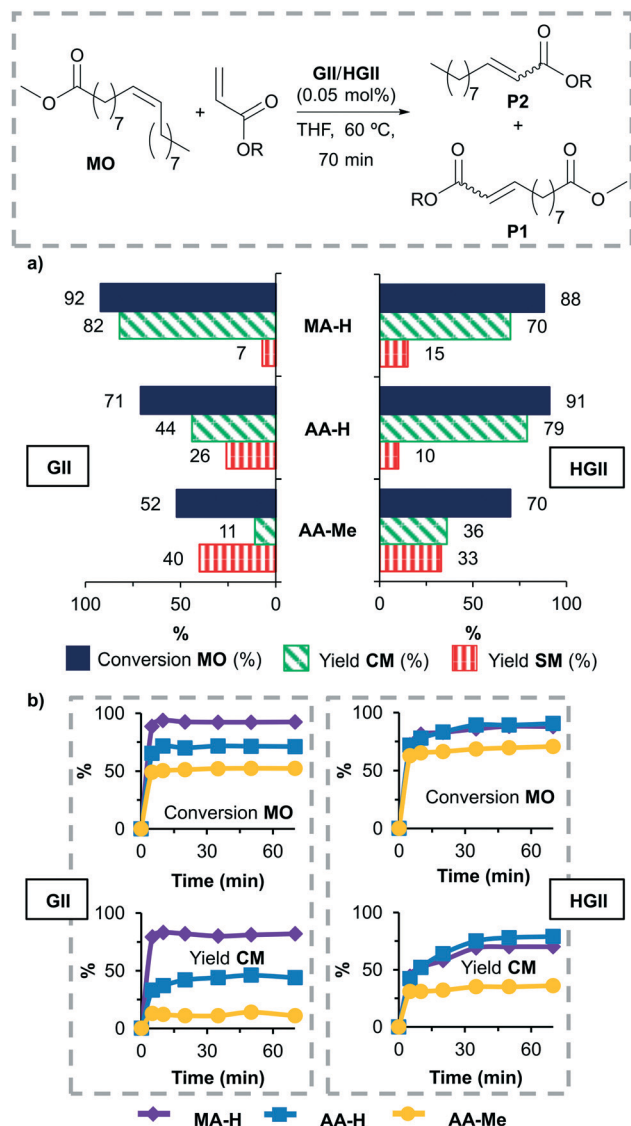 O
O
7
7
MO
+
O
OR
GII/HGII
(0.05 mol%)
THF, 60 ºC,
70 min
O
7
OR
P2
+
O
O
RO
7
O
P1
a)
92
82
7
MA-H
88
70
15
71
44
26
AA-H
91
79
10
GII
HGII
52
11
40
AA-Me
70
36
33
100 50 0
0 50 100
%
%
Conversion MO (%) Yield CM (%) Yield SM (%)
b)
100
50
0
%
Conversion MO
0 30 60
Time (min)
100
50
0
%
Conversion MO
0 30 60
Time (min)
GII
HGII
100
50
0
%
Yield CM
0 30 60
Time (min)
100
50
0
%
Yield CM
0 30 60
Time (min)
MA-H AA-H AA-Me